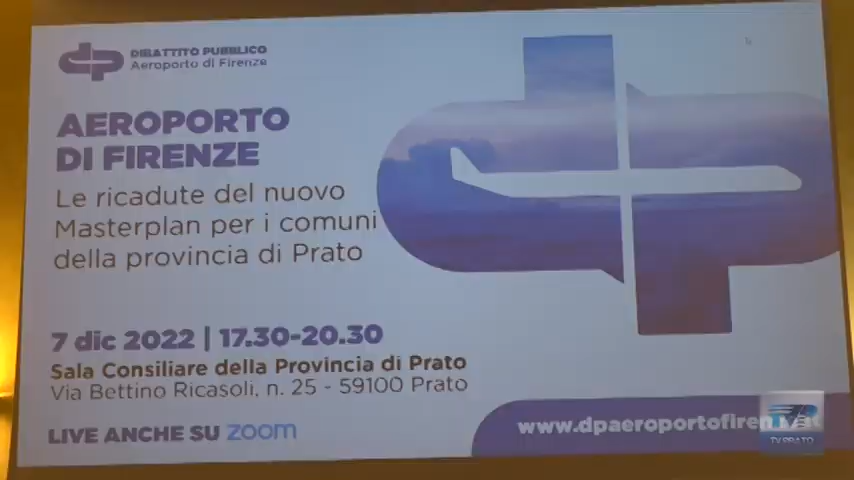 DIBATTITO PUBBLICO
Aeroporto di Firenze
AEROPORTO
DI FIRENZE
Le ricadute del nuovo
Masterplan per i comuni
della provincia di Prato
7 dic 2022 | 17.30-20.30
Sala Consiliare della Provincia di Prato
Via Bettino Ricasoli, n. 25 - 59100 Prato
LIVE ANCHE SU zoom
TV PRATO